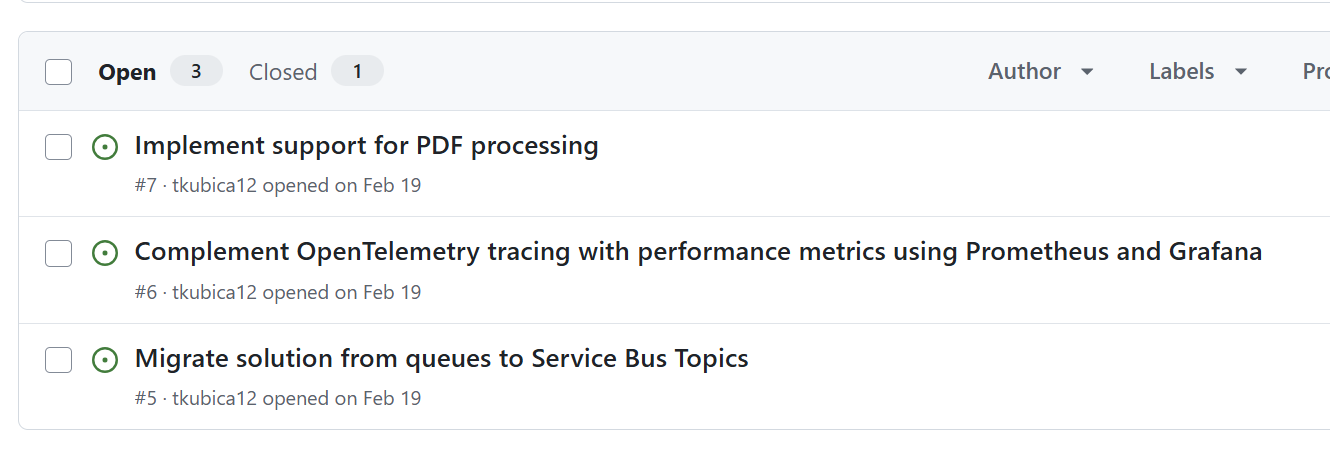 Open 3 Closed 1 Author Labels
Implement support for PDF processing
#7 · tkubica12 opened on Feb 19
Complement OpenTelemetry tracing with performance metrics using Prometheus and Grafana
#6 · tkubica12 opened on Feb 19
Migrate solution from queues to Service Bus Topics
#5 · tkubica12 opened on Feb 19